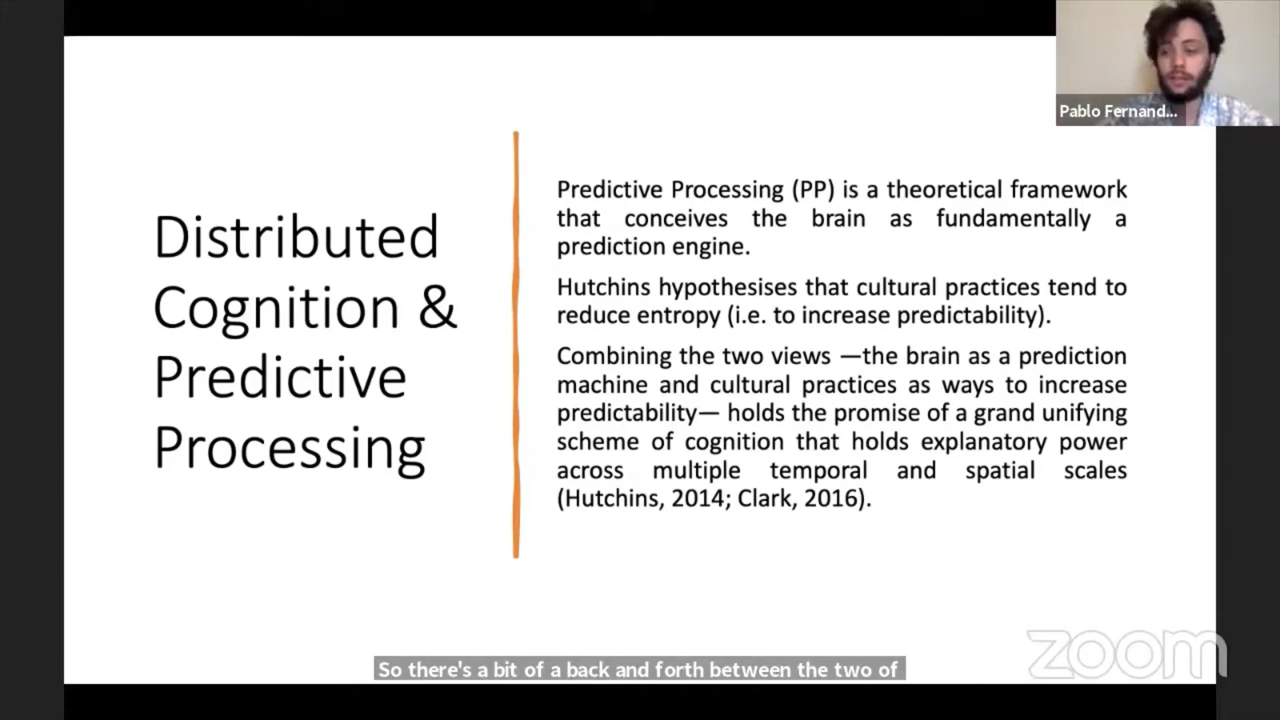 Pablo Fernand...
Distributed
Cognition &
Predictive
Processing
Predictive Processing (PP) is a theoretical framework
that conceives the brain as fundamentally a
prediction engine.
Hutchins hypothesises that cultural practices tend to
reduce entropy (i.e. to increase predictability).
Combining the two views —the brain as a prediction
machine and cultural practices as ways to increase
predictability— holds the promise of a grand unifying
scheme of cognition that holds explanatory power
across multiple temporal and spatial scales
(Hutchins, 2014; Clark, 2016).
zoom
So there's a bit of a back and forth between the two of